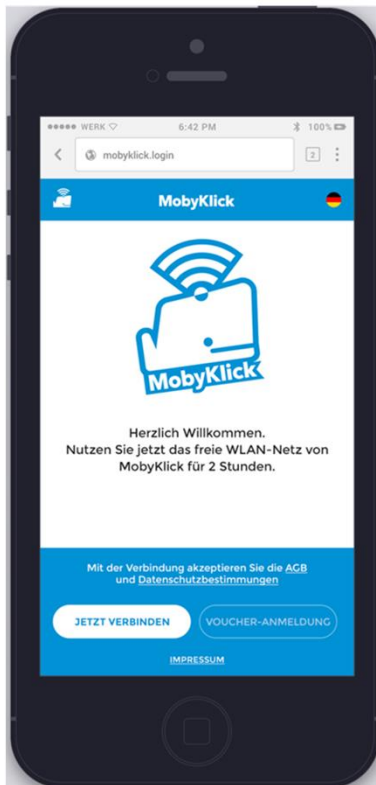 WERK
6:42 PM
100%
mobyklick.login
2
MobyKlick
MobyKlick
Herzlich Willkommen.
Nutzen Sie jetzt das freie WLAN-Netz von
MobyKlick für 2 Stunden.
Mit der Verbindung akzeptieren Sie die AGB
und Datenschutzbestimmungen
JETZT VERBINDEN
VOUCHER-ANMELDUNG
IMPRESSUM